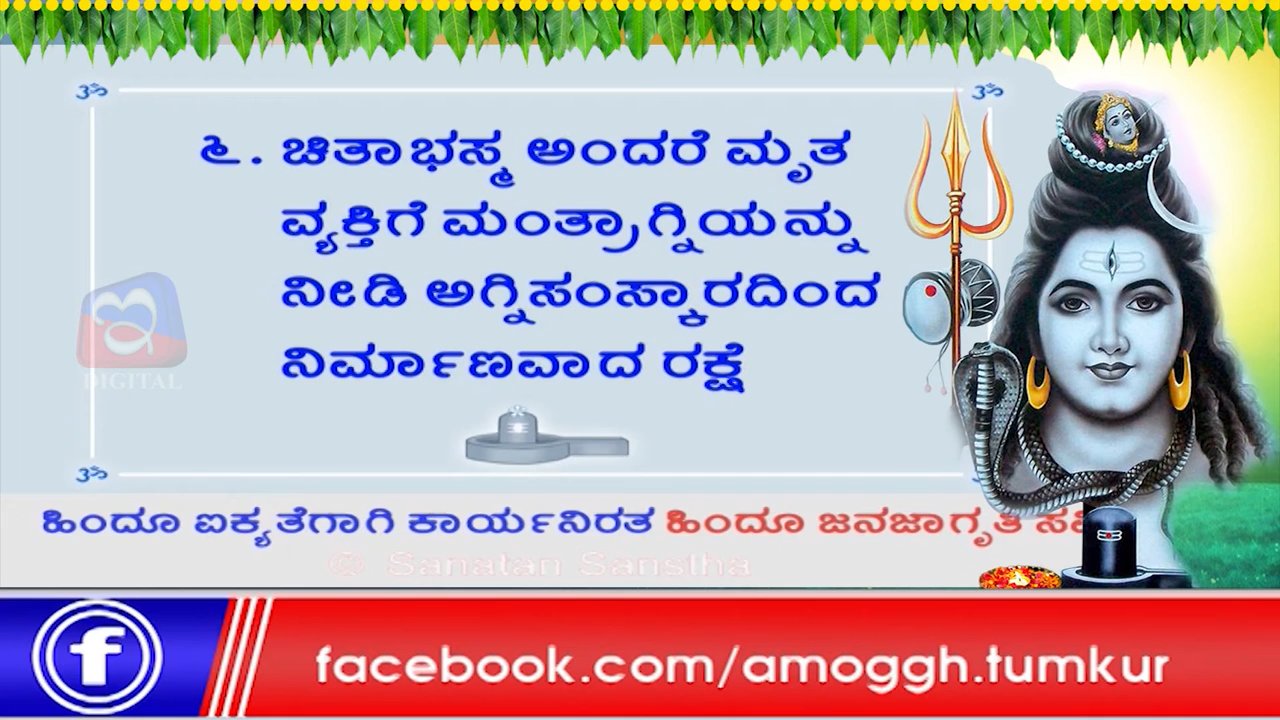 ૐ ૐ
೬. ಚಿತಾಭಸ್ಮ ಅಂದರೆ ಮೃತ
ವ್ಯಕ್ತಿಗೆ ಮಂತ್ರಾಗ್ನಿಯನ್ನು
ನೀಡಿ ಅಗ್ನಿಸಂಸ್ಕಾರದಿಂದ
ನಿರ್ಮಾಣವಾದ ರಕ್ಷೆ
DIGITAL
ૐ
ಹಿಂದೂ ಐಕ್ಯತೆಗಾಗಿ ಕಾರ್ಯನಿರತ ಹಿಂದೂ ಜನಜಾಗೃತಿ
© Sanatan Sanstha
f facebook.com/amoggh.tumkur